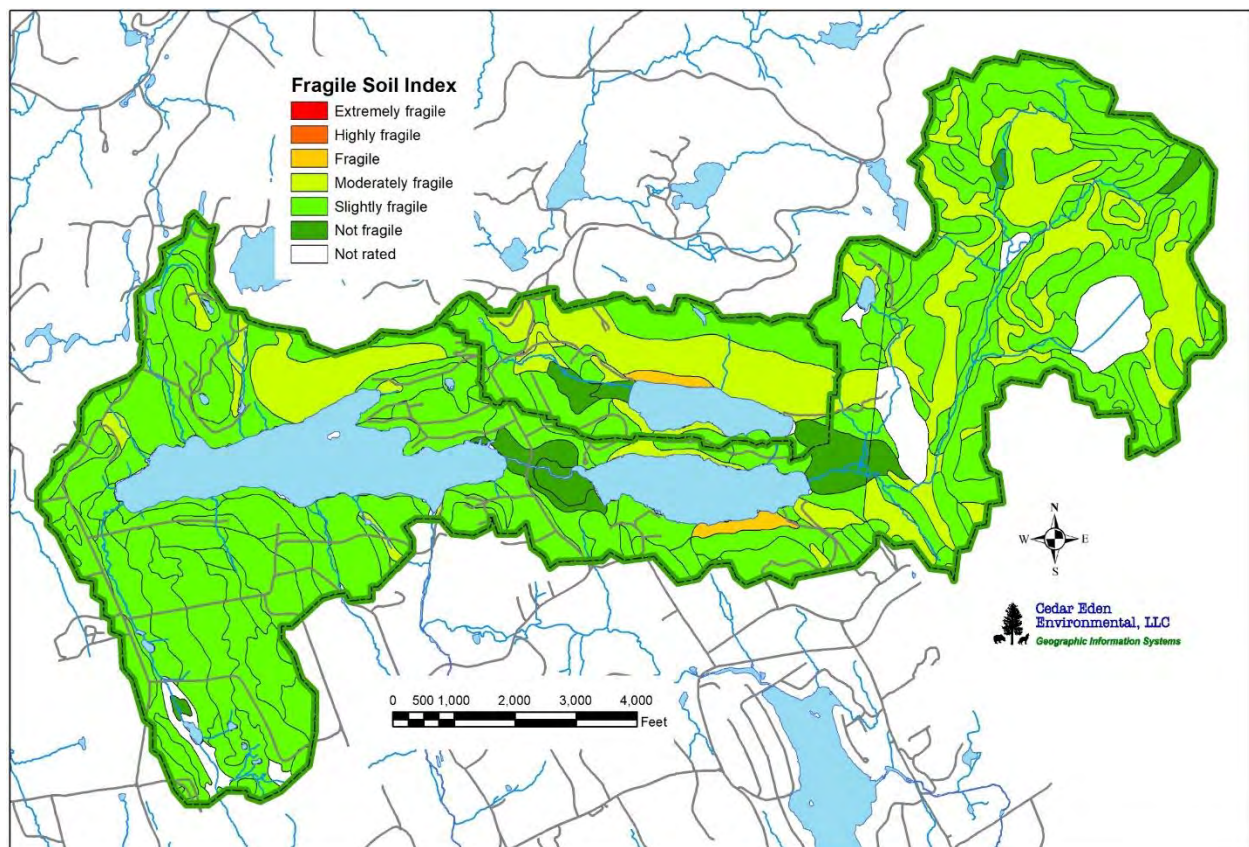 Fragile Soil Index
Extremely fragile
Highly fragile
Fragile
Moderately fragile
Slightly fragile
Not fragile
Not rated
N
W E
S
Cedar Eden
Environmental, LLC
Geographic Information Systems
0 500 1,000 2,000 3,000 4,000
Feet